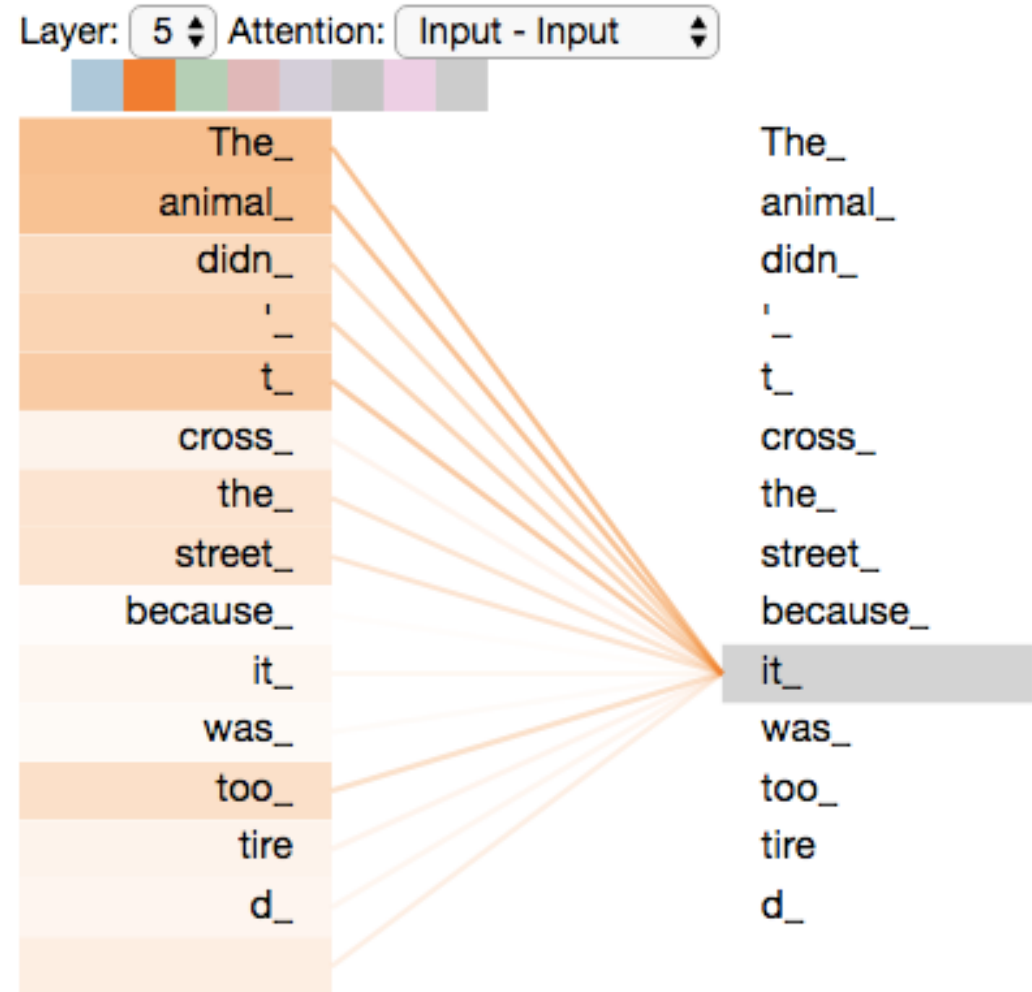 Layer: 5 Attention: Input - Input
The_ The_
animal_ animal_
didn_ didn_
'_ '_
t_ t_
cross_ cross_
the_ the_
street_ street_
because_ because_
it_ it_
was_ was_
too_ too_
tire tire
d_ d_